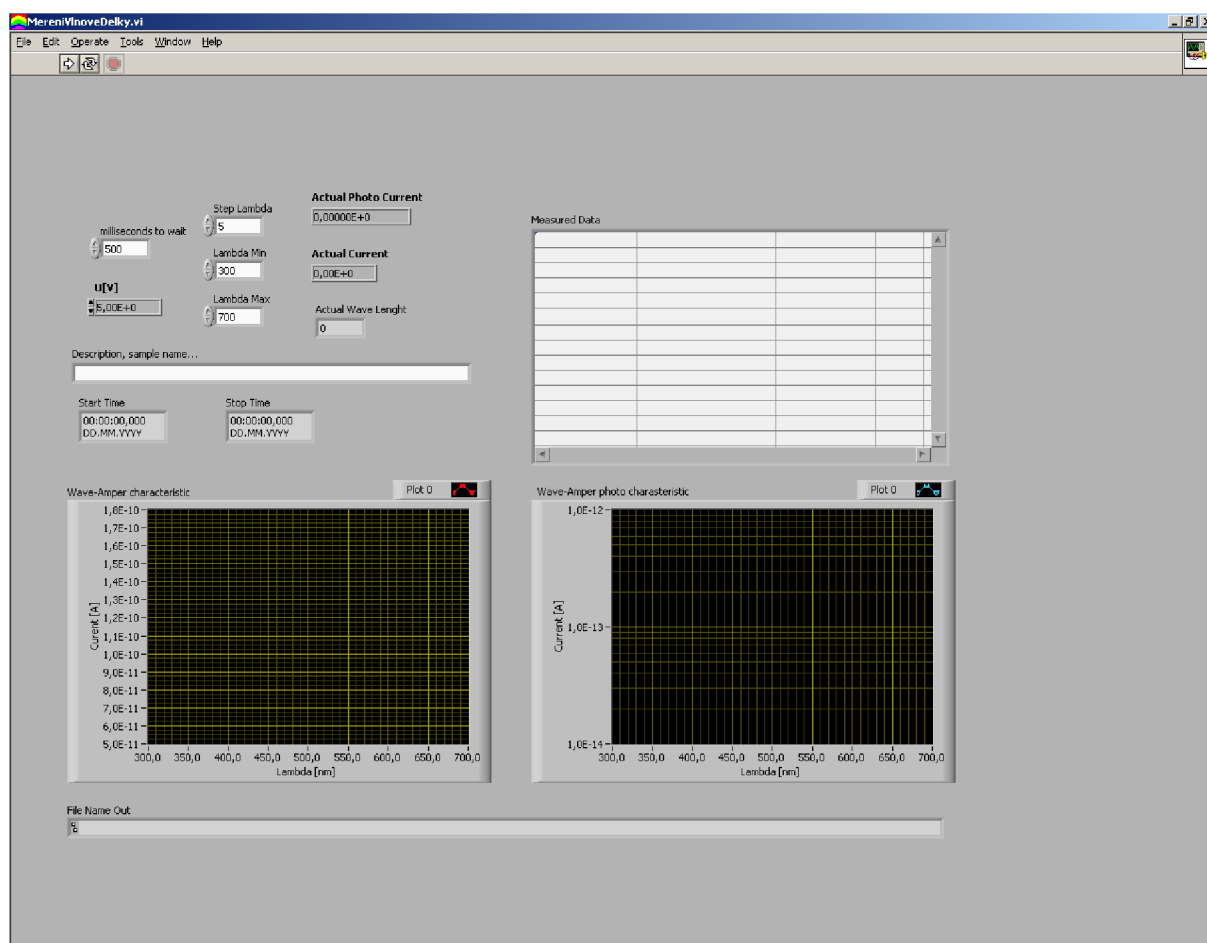 MereniVlnoveDelky.vi
File Edit Operate Tools Window Help
Step Lambda
5
Actual Photo Current
0,00000E+0
milliseconds to wait
500
Lambda Min
300
Actual Current
0,00E+0
U[V]
5,00E+0
Lambda Max
700
Actual Wave Lenght
0
Description, sample name...
Start Time
00:00:00,000
DD.MM.YYYY
Stop Time
00:00:00,000
DD.MM.YYYY
Measured Data
Wave-Amper characteristic
Plot 0
1,8E-10
1,7E-10
1,6E-10
1,5E-10
1,4E-10
1,3E-10
1,2E-10
1,1E-10
1,0E-10
9,0E-11
8,0E-11
7,0E-11
6,0E-11
5,0E-11
Curent [A]
300,0 350,0 400,0 450,0 500,0 550,0 600,0 650,0 700,0
Lambda [nm]
Wave-Amper photo charasteristic
Plot 0
1,0E-12
1,0E-13
1,0E-14
Current [A]
300,0 350,0 400,0 450,0 500,0 550,0 600,0 650,0 700,0
Lambda [nm]
File Name Out